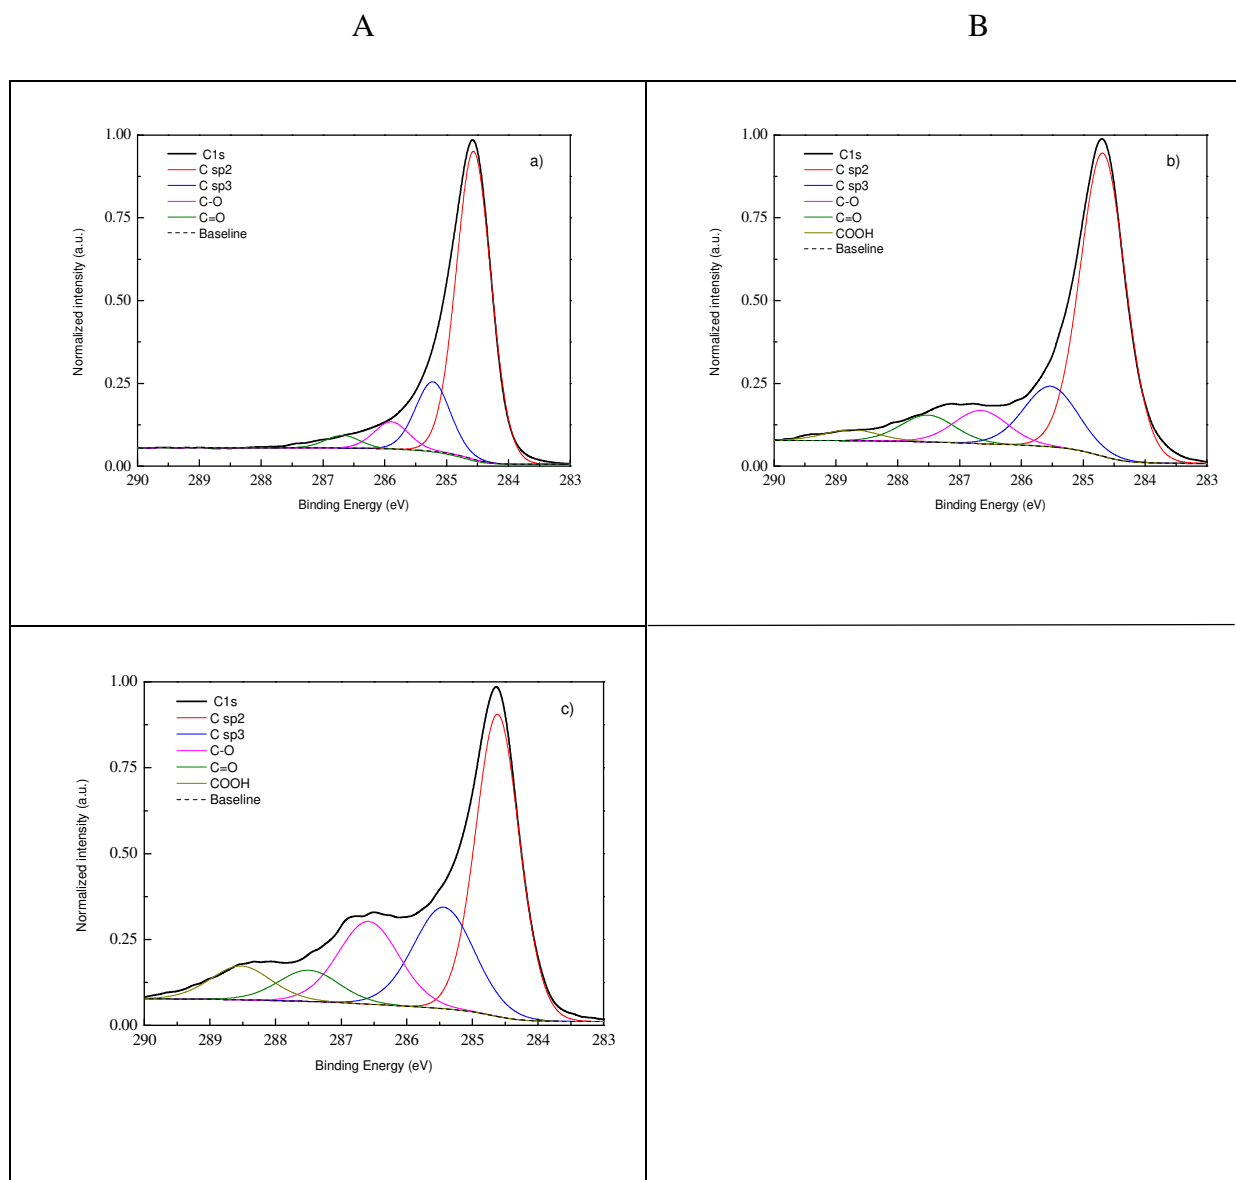 A
B
a)
C1s
C sp2
C sp3
C-O
C=O
Baseline
1.00
0.75
0.50
0.25
0.00
Normalized intensity (a.u.)
290 289 288 287 286 285 284 283
Binding Energy (eV)
b)
C1s
C sp2
C sp3
C-O
C=O
COOH
Baseline
1.00
0.75
0.50
0.25
0.00
Normalized intensity (a.u.)
290 289 288 287 286 285 284 283
Binding Energy (eV)
c)
C1s
C sp2
C sp3
C-O
C=O
COOH
Baseline
1.00
0.75
0.50
0.25
0.00
Normalized intensity (a.u.)
290 289 288 287 286 285 284 283
Binding Energy (eV)